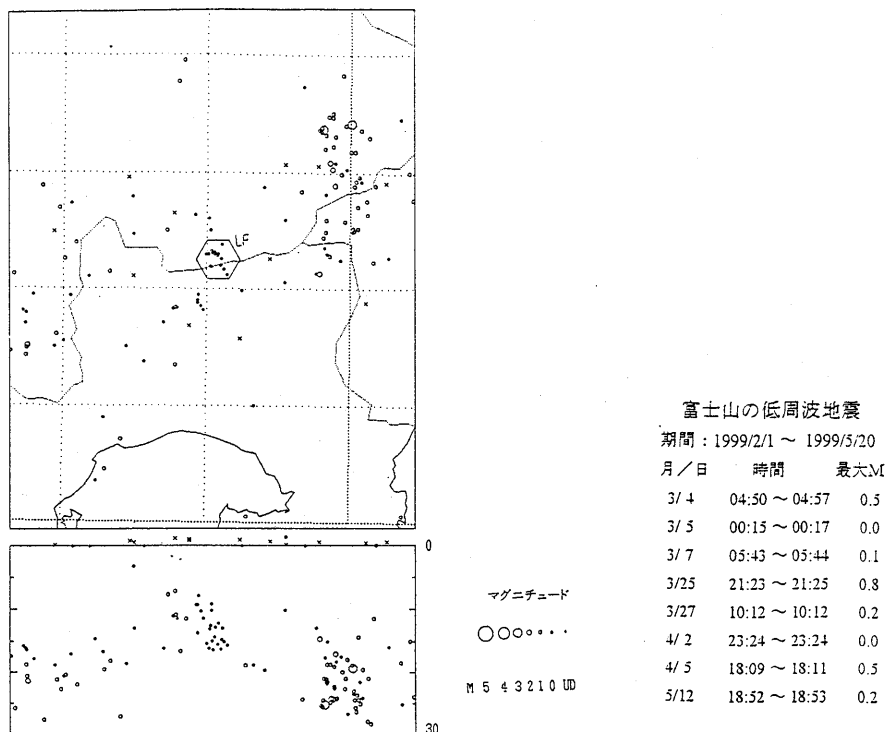 LF
0
30
マグニチュード
M 5 4 3 2 1 0 UD
富士山の低周波地震
期間：1999/2/1 ～ 1999/5/20
月／日 時間 最大M
3/ 4 04:50 ～ 04:57 0.5
3/ 5 00:15 ～ 00:17 0.0
3/ 7 05:43 ～ 05:44 0.1
3/25 21:23 ～ 21:25 0.8
3/27 10:12 ～ 10:12 0.2
4/ 2 23:24 ～ 23:24 0.0
4/ 5 18:09 ～ 18:11 0.5
5/12 18:52 ～ 18:53 0.2